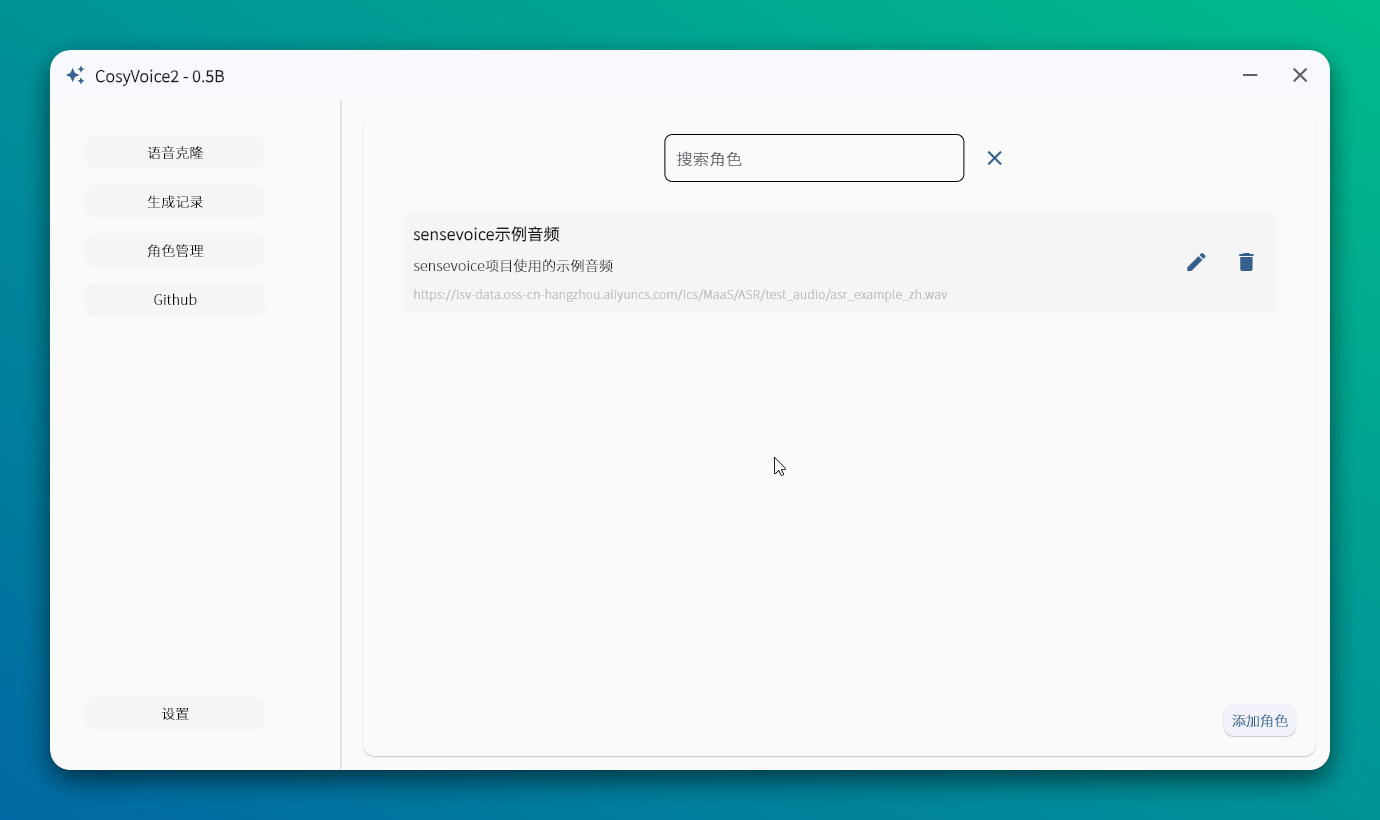 CosyVoice2 - 0.5B
语音克隆
生成记录
角色管理
Github
设置
搜索角色
sensevoice示例音频
sensevoice项目使用的示例音频
https://isv-data.oss-cn-hangzhou.aliyuncs.com/ics/MaaS/ASR/test_audio/asr_example_zh.wav
添加角色